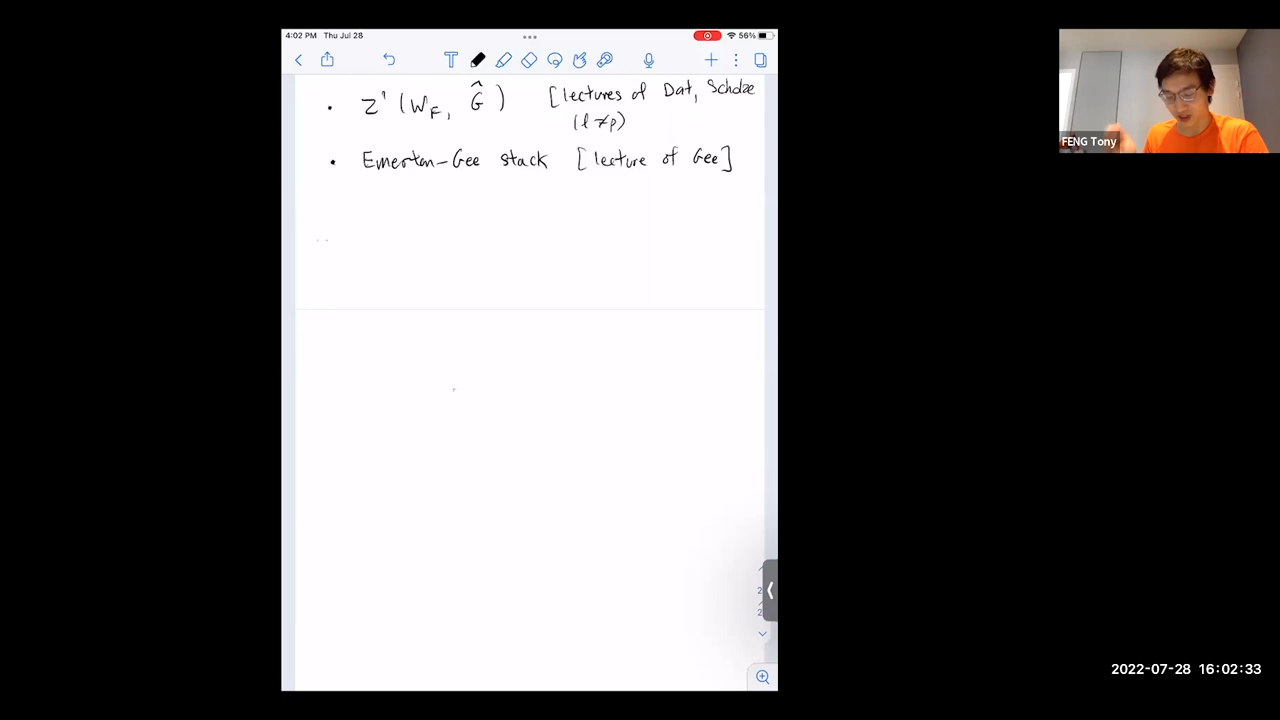 4:02 PM Thu Jul 28
56%
• Z¹ (W_F, Ĝ) [lectures of Dat, Scholze
(l ≠ p)
• Emerton-Gee stack [lecture of Gee]
FENG Tony
2022-07-28 16:02:33